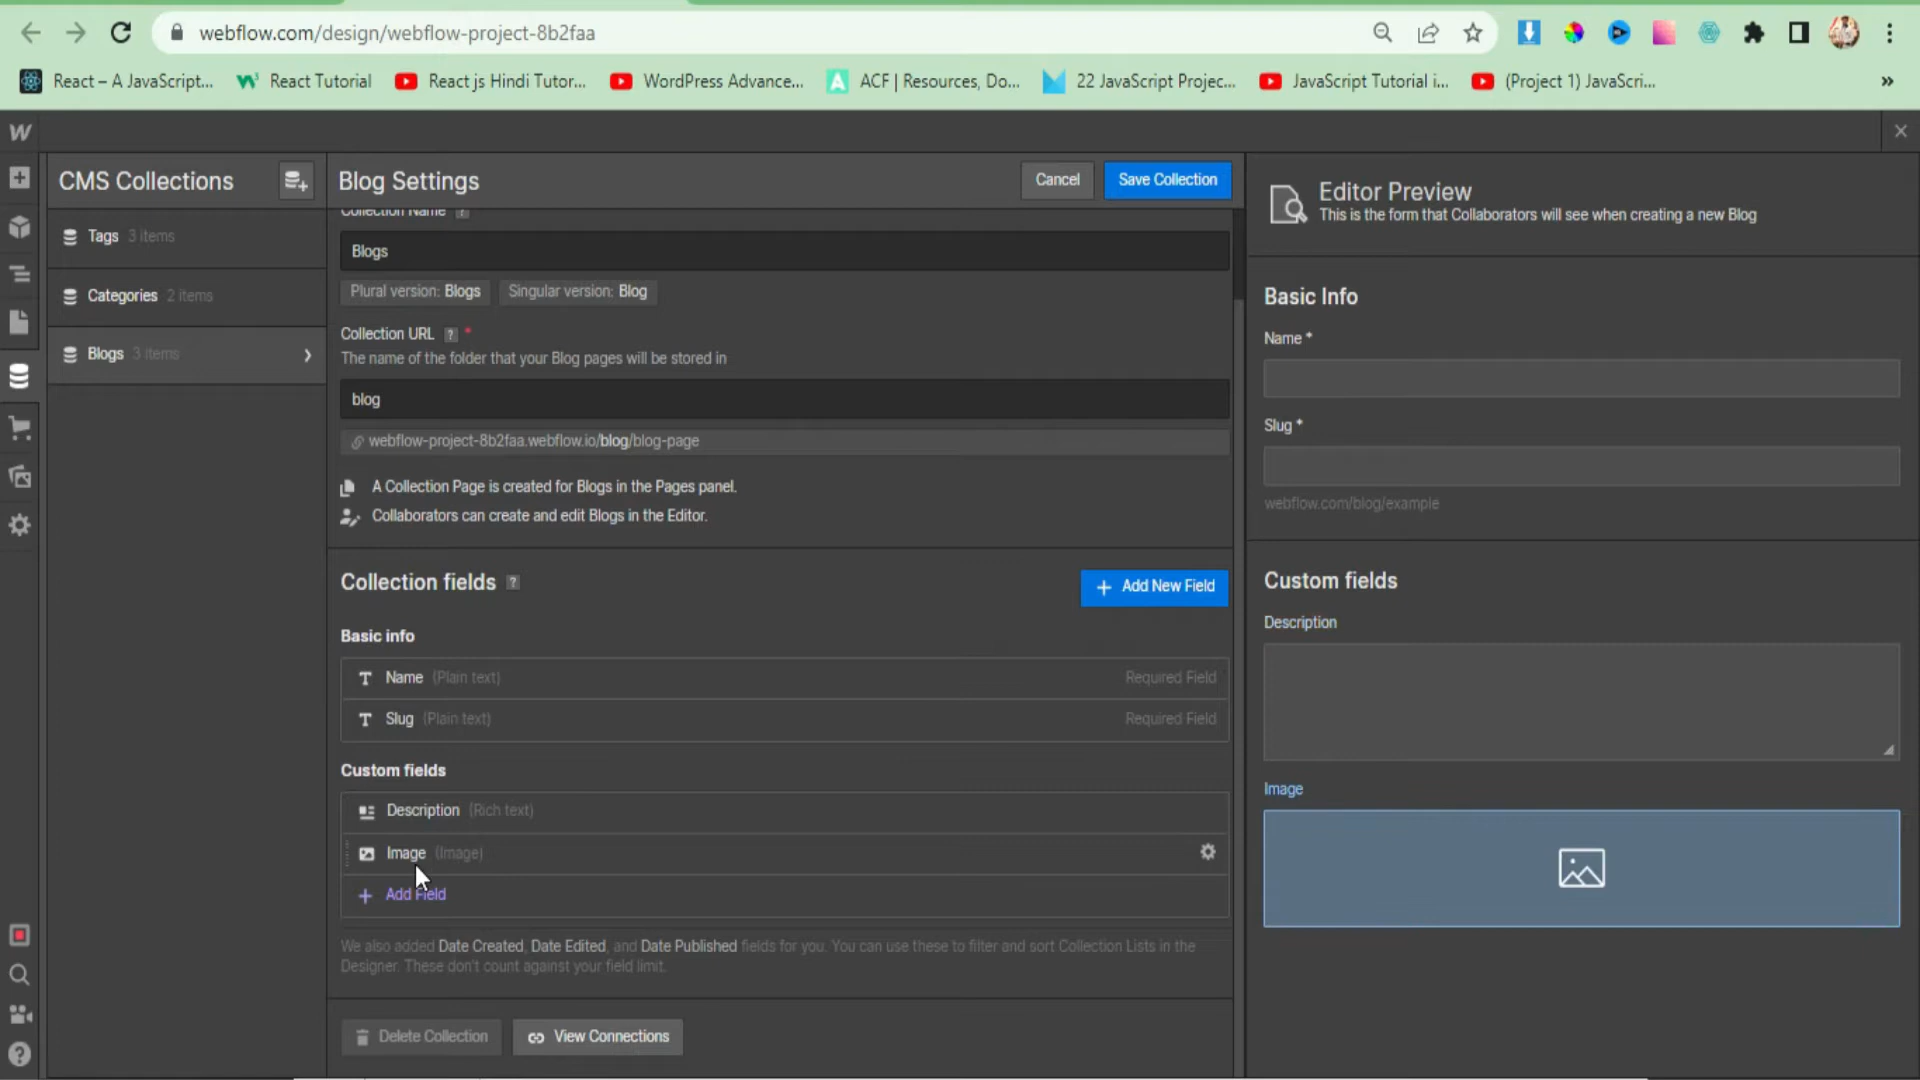 webflow.com/design/webflow-project-8b2faa
React – A JavaScript...
React Tutorial
React js Hindi Tutor...
WordPress Advance...
ACF | Resources, Do...
22 JavaScript Projec...
JavaScript Tutorial i...
(Project 1) JavaScri...
»
CMS Collections
Tags 3 items
Categories 2 items
Blogs 3 items
Blog Settings
Cancel
Save Collection
Collection Name ?
Blogs
Plural version: Blogs
Singular version: Blog
Collection URL ? *
The name of the folder that your Blog pages will be stored in
blog
webflow-project-8b2faa.webflow.io/blog/blog-page
A Collection Page is created for Blogs in the Pages panel.
Collaborators can create and edit Blogs in the Editor.
Collection fields ?
+ Add New Field
Basic info
Name (Plain text) Required Field
Slug (Plain text) Required Field
Custom fields
Description (Rich text)
Image (Image)
+ Add Field
We also added Date Created, Date Edited, and Date Published fields for you. You can use these to filter and sort Collection Lists in the
Designer. These don't count against your field limit.
Delete Collection
View Connections
Editor Preview
This is the form that Collaborators will see when creating a new Blog
Basic Info
Name *
Slug *
webflow.com/blog/example
Custom fields
Description
Image